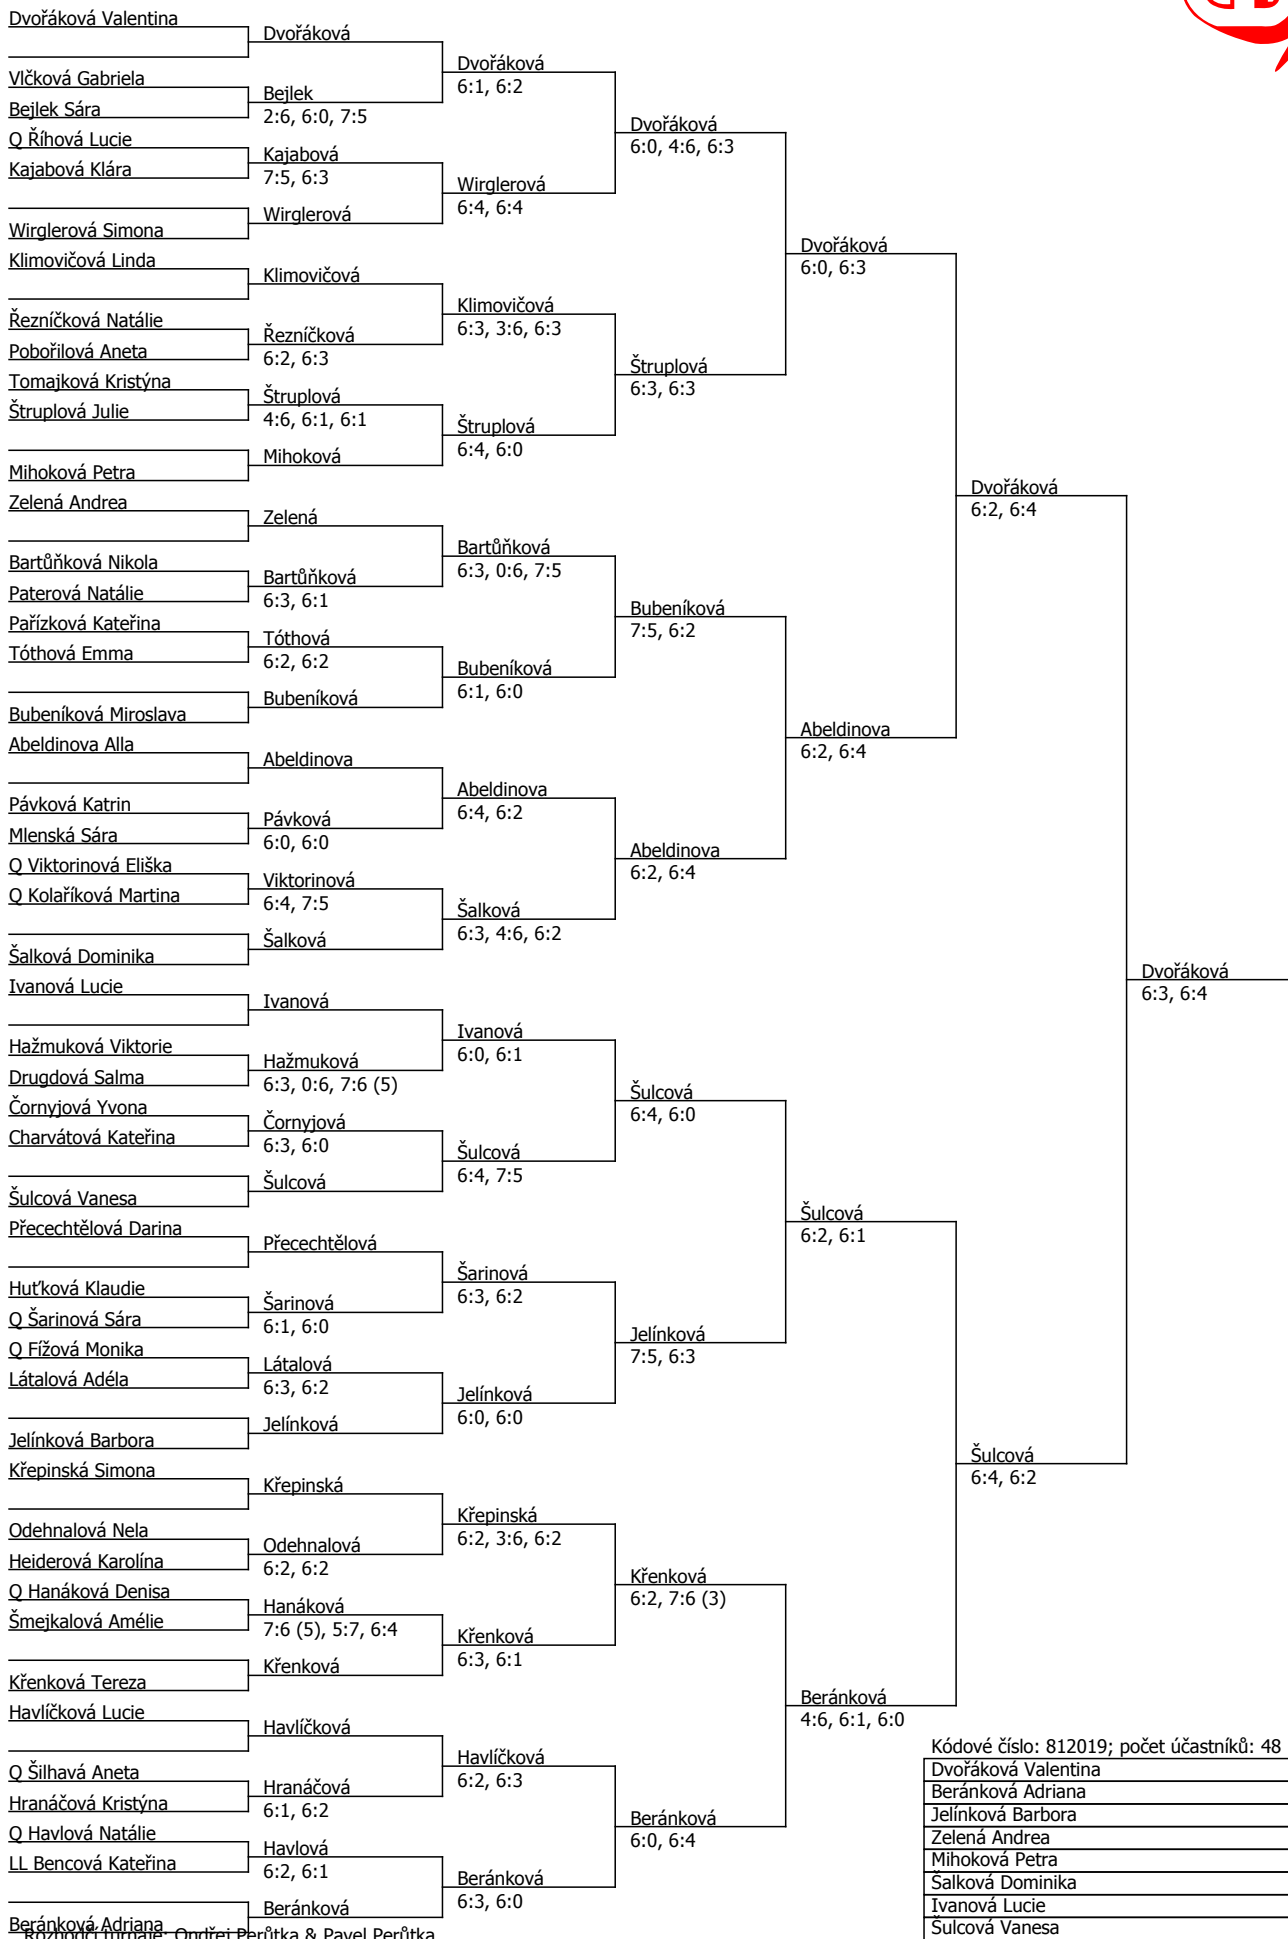 Dvořáková Valentina
Vlčková Gabriela
Bejlek Sára
Q Říhová Lucie
Kajabová Klára
Wirglerová Simona
Klimovičová Linda
Řezníčková Natálie
Pobořilová Aneta
Tomajková Kristýna
Štruplová Julie
Mihoková Petra
Zelená Andrea
Bartůňková Nikola
Paterová Natálie
Pařízková Kateřina
Tóthová Emma
Bubeníková Miroslava
Abeldinova Alla
Pávková Katrin
Mlenská Sára
Q Viktorinová Eliška
Q Kolaříková Martina
Šalková Dominika
Ivanová Lucie
Hažmuková Viktorie
Drugdová Salma
Čornyjová Yvona
Charvátová Kateřina
Šulcová Vanesa
Přecechtělová Darina
Huťková Klaudie
Q Šarinová Sára
Q Fížová Monika
Látalová Adéla
Jelínková Barbora
Křepinská Simona
Odehnalová Nela
Heiderová Karolína
Q Hanáková Denisa
Šmejkalová Amélie
Křenková Tereza
Havlíčková Lucie
Q Šilhavá Aneta
Hranáčová Kristýna
Q Havlová Natálie
LL Bencová Kateřina
Beránková Adriana
Dvořáková
Bejlek
2:6, 6:0, 7:5
Kajabová
7:5, 6:3
Wirglerová
Klimovičová
Řezníčková
6:2, 6:3
Štruplová
4:6, 6:1, 6:1
Mihoková
Zelená
Bartůňková
6:3, 6:1
Tóthová
6:2, 6:2
Bubeníková
Abeldinova
Pávková
6:0, 6:0
Viktorinová
6:4, 7:5
Šalková
Ivanová
Hažmuková
6:3, 0:6, 7:6 (5)
Čornyjová
6:3, 6:0
Šulcová
Přecechtělová
Šarinová
6:1, 6:0
Látalová
6:3, 6:2
Jelínková
Křepinská
Odehnalová
6:2, 6:2
Hanáková
7:6 (5), 5:7, 6:4
Křenková
Havlíčková
Hranáčová
6:1, 6:2
Havlová
6:2, 6:1
Beránková
Dvořáková
6:1, 6:2
Wirglerová
6:4, 6:4
Klimovičová
6:3, 3:6, 6:3
Štruplová
6:4, 6:0
Bartůňková
6:3, 0:6, 7:5
Bubeníková
6:1, 6:0
Abeldinova
6:4, 6:2
Šalková
6:3, 4:6, 6:2
Ivanová
6:0, 6:1
Šulcová
6:4, 7:5
Šarinová
6:3, 6:2
Jelínková
6:0, 6:0
Křepinská
6:2, 3:6, 6:2
Křenková
6:3, 6:1
Havlíčková
6:2, 6:3
Beránková
6:3, 6:0
Dvořáková
6:0, 4:6, 6:3
Štruplová
6:3, 6:3
Bubeníková
7:5, 6:2
Abeldinova
6:2, 6:4
Šulcová
6:4, 6:0
Jelínková
7:5, 6:3
Křenková
6:2, 7:6 (3)
Beránková
6:0, 6:4
Dvořáková
6:0, 6:3
Abeldinova
6:2, 6:4
Šulcová
6:2, 6:1
Beránková
4:6, 6:1, 6:0
Dvořáková
6:2, 6:4
Šulcová
6:4, 6:2
Dvořáková
6:3, 6:4
Kódové číslo: 812019; počet účastníků: 48
Dvořáková Valentina
Beránková Adriana
Jelínková Barbora
Zelená Andrea
Mihoková Petra
Šalková Dominika
Ivanová Lucie
Šulcová Vanesa
Rozhodčí turnaje: Ondřej Perůtka & Pavel Perůtka